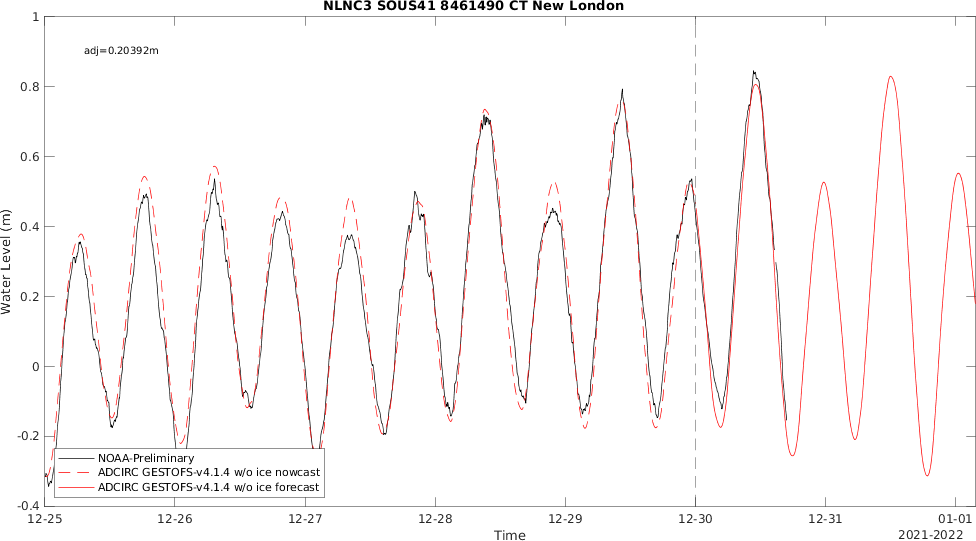 NLNC3 SOUS41 8461490 CT New London
adj=0.20392m
1
0.8
0.6
0.4
0.2
0
-0.2
-0.4
Water Level (m)
NOAA-Preliminary
ADCIRC GESTOFS-v4.1.4 w/o ice nowcast
ADCIRC GESTOFS-v4.1.4 w/o ice forecast
12-25 12-26 12-27 12-28 12-29 12-30 12-31 01-01
Time
2021-2022